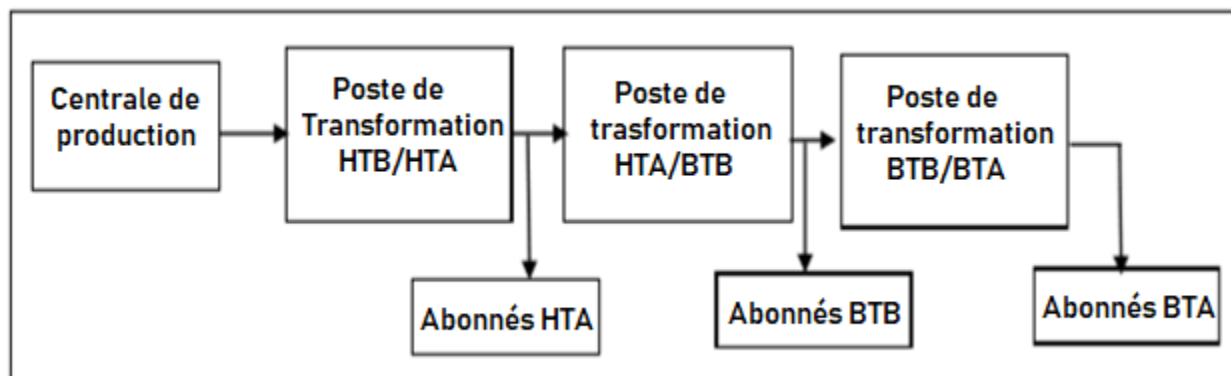 Centrale de
production
Poste de
Transformation
HTB/HTA
Poste de
trasformation
HTA/BTB
Poste de
transformation
BTB/BTA
Abonnés HTA
Abonnés BTB
Abonnés BTA